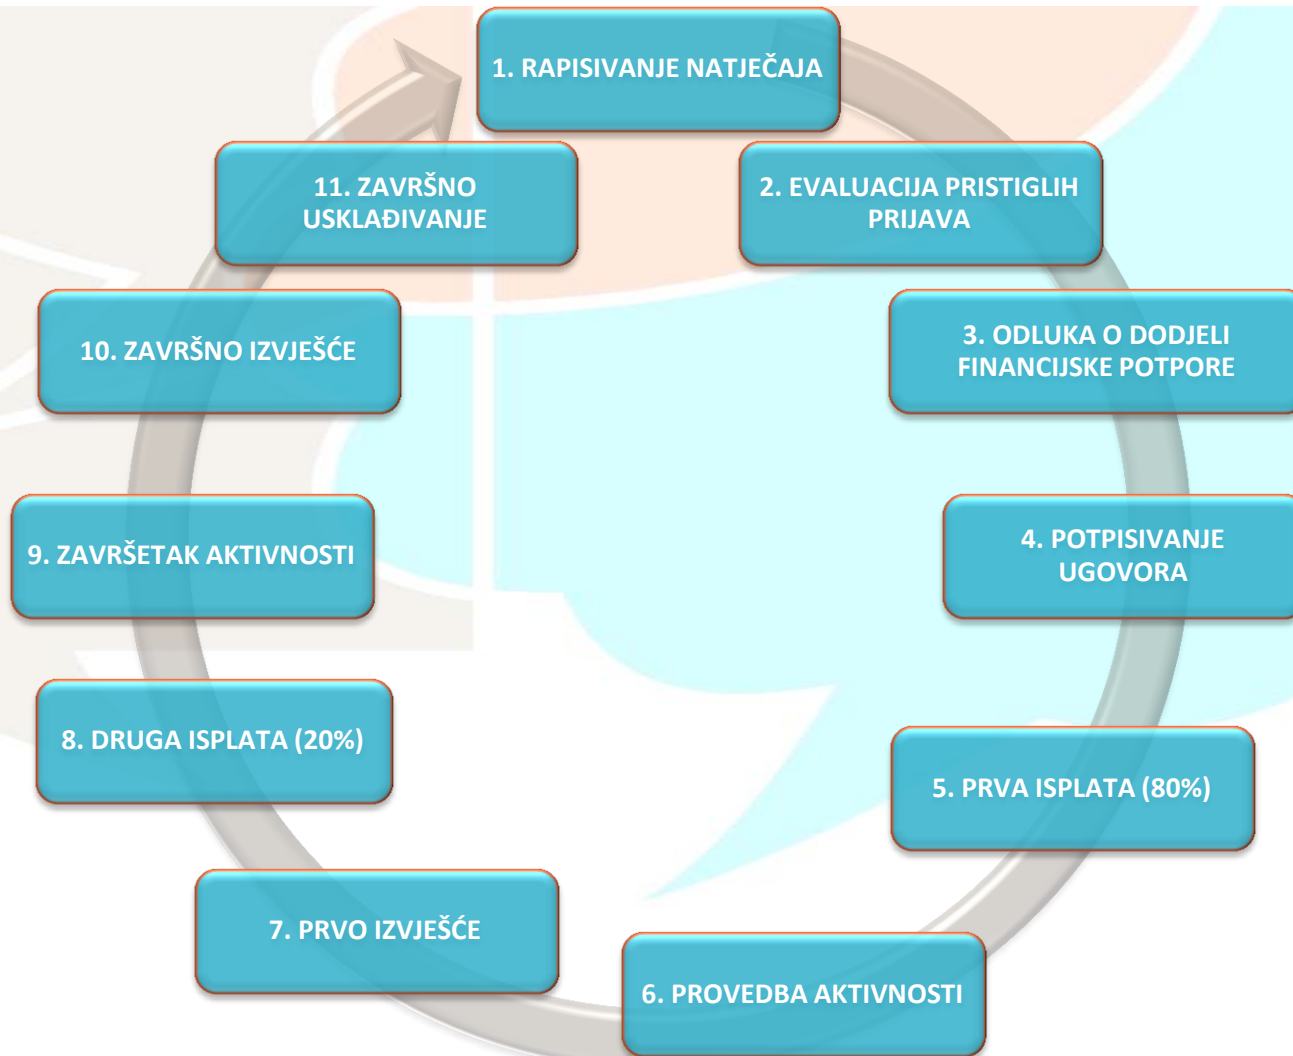 1. RAPISIVANJE NATJEČAJA
2. EVALUACIJA PRISTIGLIH
PRIJAVA
3. ODLUKA O DODJELI
FINANCIJSKE POTPORE
4. POTPISIVANJE
UGOVORA
5. PRVA ISPLATA (80%)
6. PROVEDBA AKTIVNOSTI
7. PRVO IZVJEŠĆE
8. DRUGA ISPLATA (20%)
9. ZAVRŠETAK AKTIVNOSTI
10. ZAVRŠNO IZVJEŠĆE
11. ZAVRŠNO
USKLAĐIVANJE